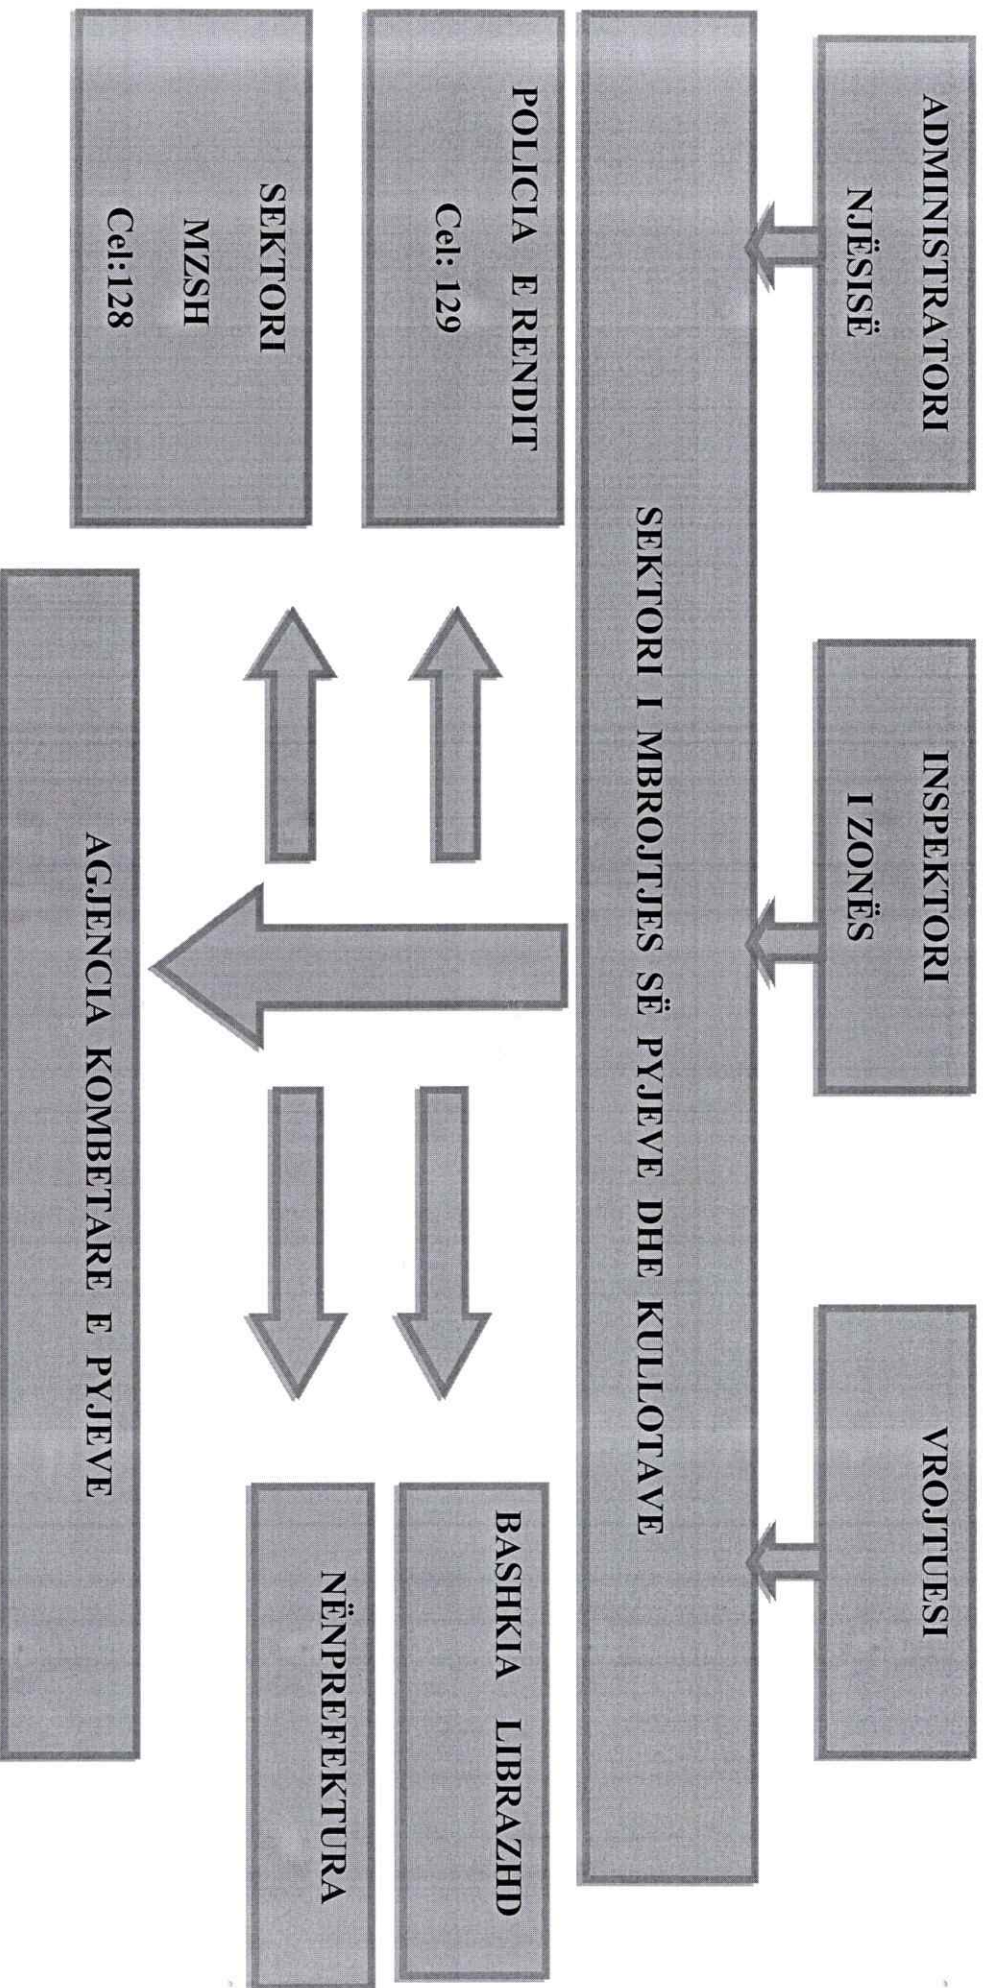 ADMINISTRATORI
NJËSISË
INSPEKTORI
I ZONËS
VROJTUESI
SEKTORI I MBROJTJES SË PYJEVE DHE KULLOTAVE
POLICIA E RENDIT
Cel: 129
BASHKIA LIBRAZHD
SEKTORI
MZSH
Cel:128
NËNPREFEKTURA
AGJENCIA KOMBETARE E PYJEVE